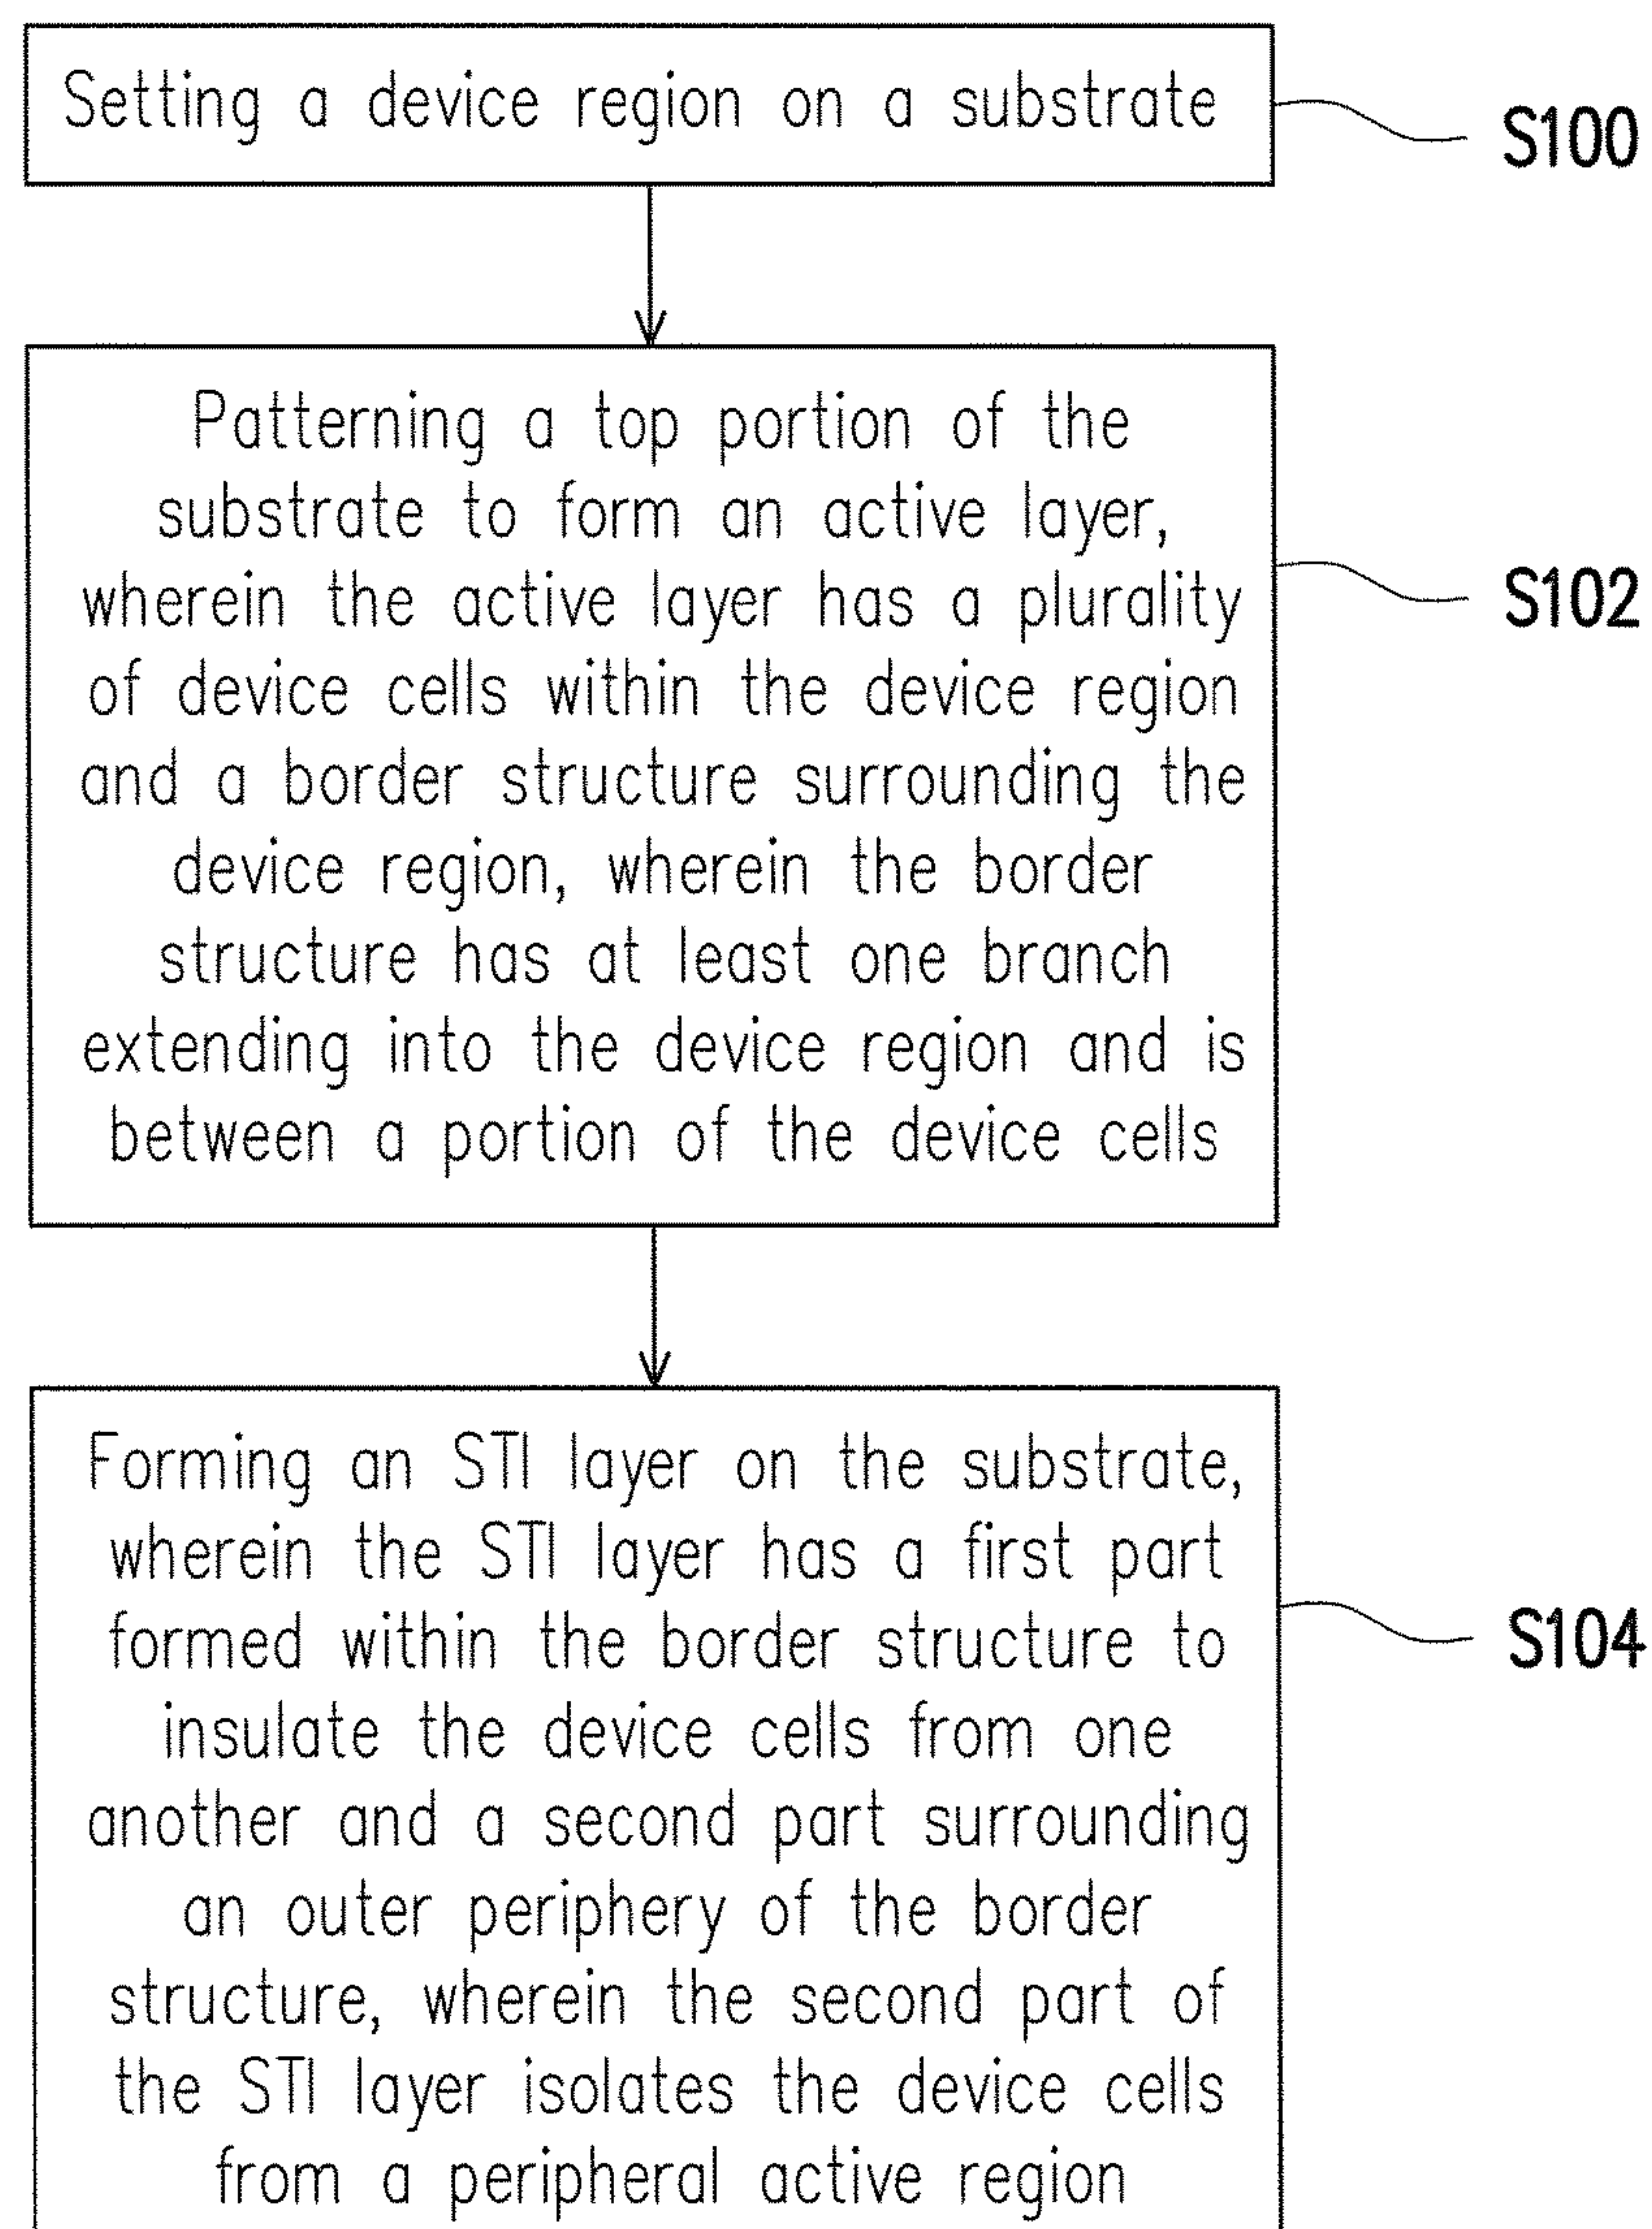 Setting a device region on a substrate
S100
Patterning a top portion of the
substrate to form an active layer,
wherein the active layer has a plurality
of device cells within the device region
and a border structure surrounding the
device region, wherein the border
structure has at least one branch
extending into the device region and is
between a portion of the device cells
S102
Forming an STI layer on the substrate,
wherein the STI layer has a first part
formed within the border structure to
insulate the device cells from one
another and a second part surrounding
an outer periphery of the border
structure, wherein the second part of
the STI layer isolates the device cells
from a peripheral active region
S104